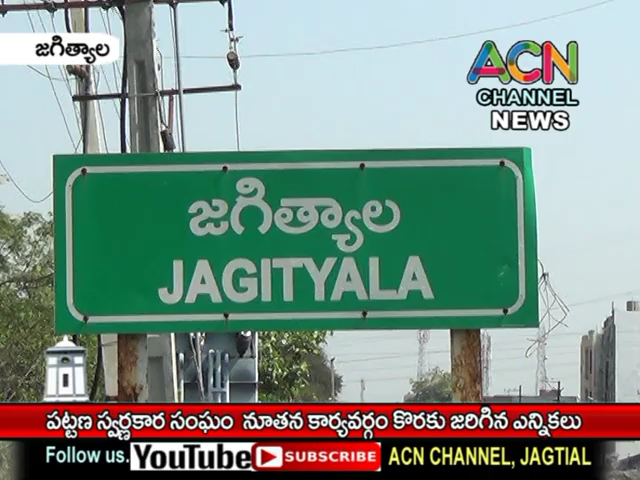 జగిత్యాల
ACN
CHANNEL
NEWS
జగిత్యాల
JAGITYALA
పట్టణ స్వర్ణకార సంఘం నూతన కార్యవర్గం కొరకు జరిగిన ఎన్నికలు
Follow us. YouTube SUBSCRIBE ACN CHANNEL, JAGTIAL